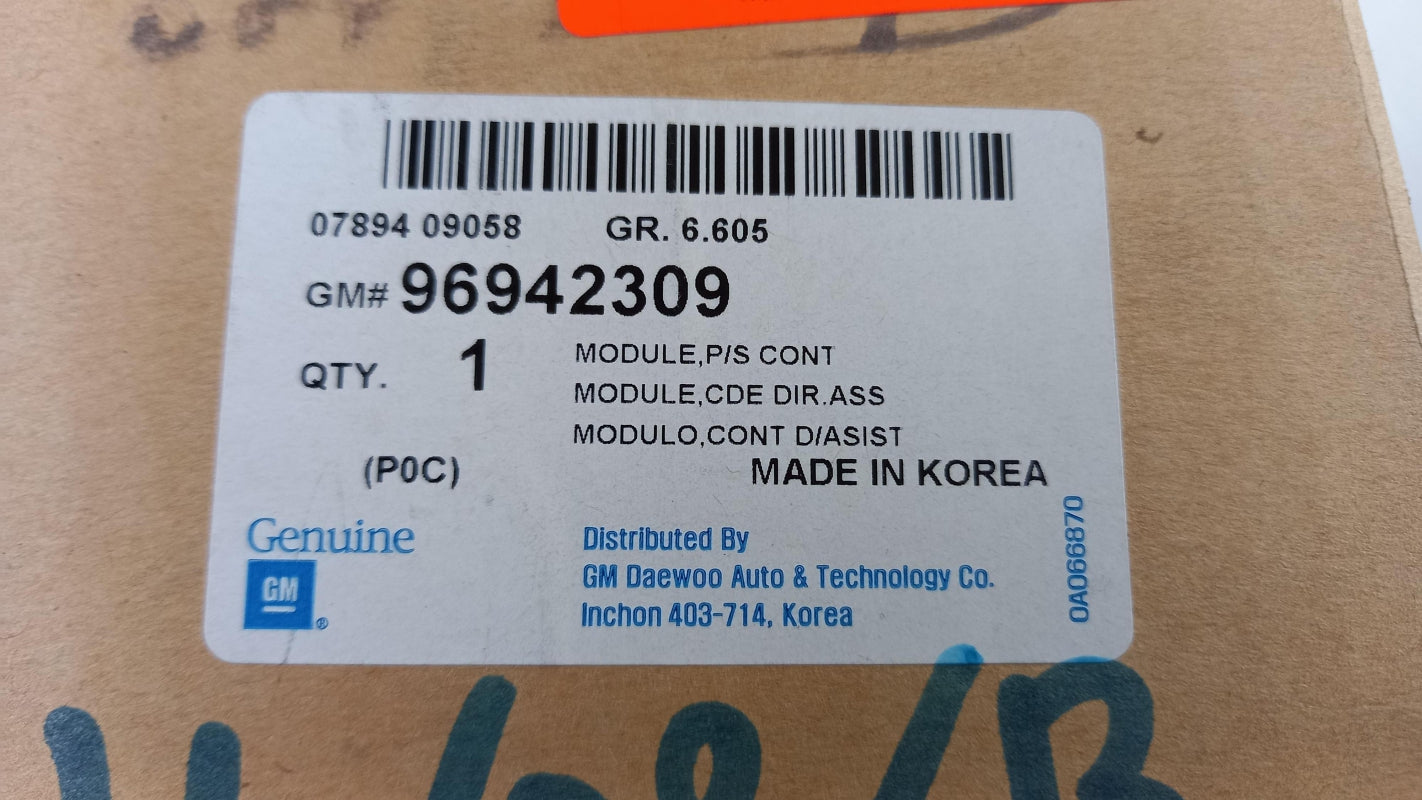 07894 09058 GR. 6.605
GM# 96942309
QTY. 1
MODULE,P/S CONT
MODULE,CDE DIR.ASS
MODULO,CONT D/ASIST
(P0C) MADE IN KOREA
Genuine
GM
®
Distributed By
GM Daewoo Auto & Technology Co.
Inchon 403-714, Korea
0A066870